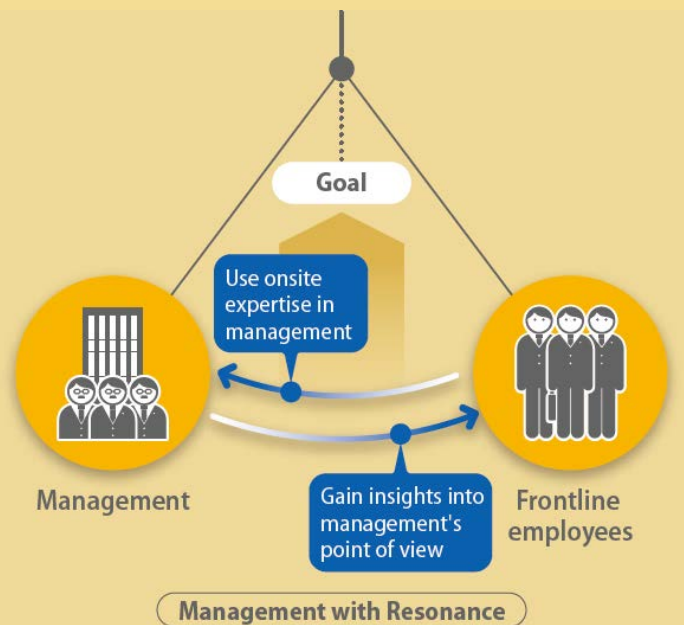 Goal
Use onsite
expertise in
management
Management
Gain insights into
management's
point of view
Frontline
employees
Management with Resonance